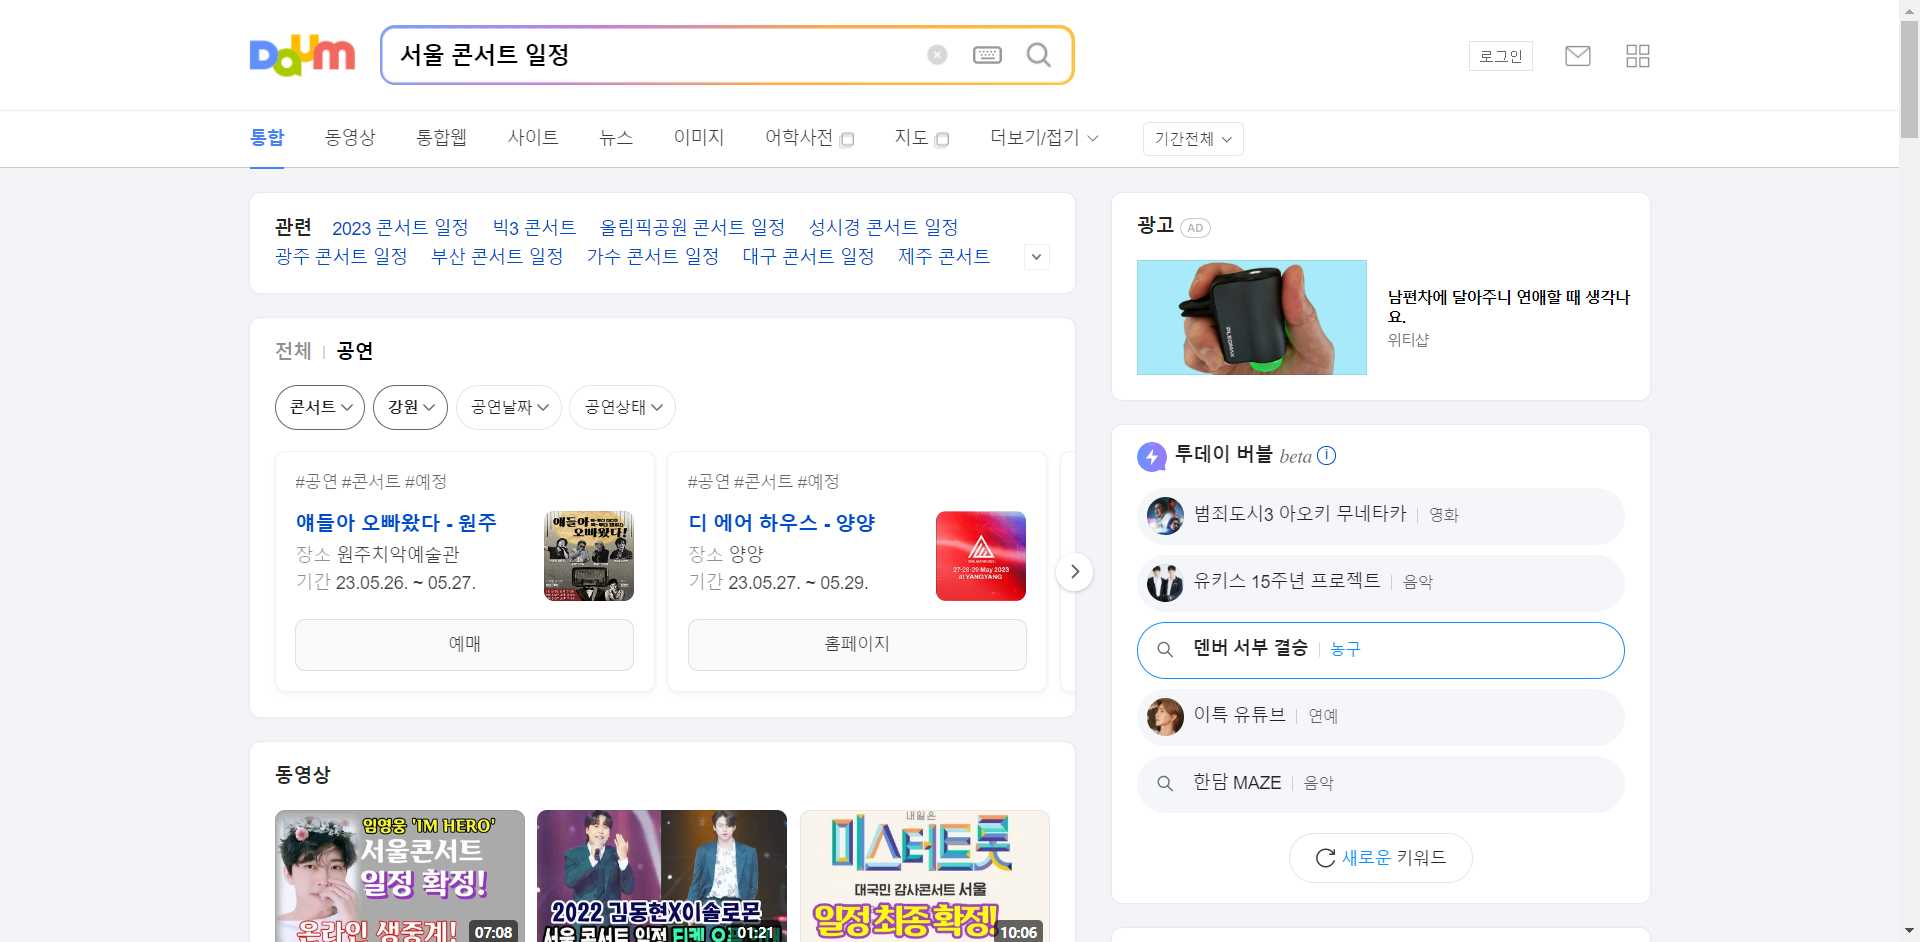 Daum
서울 콘서트 일정
로그인
통합 동영상 통합웹 사이트 뉴스 이미지 어학사전 지도 더보기/접기 기간전체
관련 2023 콘서트 일정 빅3 콘서트 올림픽공원 콘서트 일정 성시경 콘서트 일정
광주 콘서트 일정 부산 콘서트 일정 가수 콘서트 일정 대구 콘서트 일정 제주 콘서트
전체 공연
콘서트 강원 공연날짜 공연상태
#공연 #콘서트 #예정
얘들아 오빠왔다 - 원주
장소 원주치악예술관
기간 23.05.26. ~ 05.27.
얘들아
오빠왔다!
예매
#공연 #콘서트 #예정
디 에어 하우스 - 양양
장소 양양
기간 23.05.27. ~ 05.29.
27-28-29 May 2023
at YANGYANG
홈페이지
동영상
임영웅 'IM HERO'
서울콘서트
일정 확정!
온라인 생중계!
07:08
2022 김동현X이솔로몬
서울 콘서트 일정 티켓
01:21
내일은
미스터트롯
대국민 감사콘서트 서울
일정 최종 확정!
10:06
광고 AD
PLEOMAX
남편차에 달아주니 연애할 때 생각나
요.
위티샵
투데이 버블 beta
범죄도시3 아오키 무네타카 영화
유키스 15주년 프로젝트 음악
덴버 서부 결승 농구
이특 유튜브 연예
한담 MAZE 음악
새로운 키워드